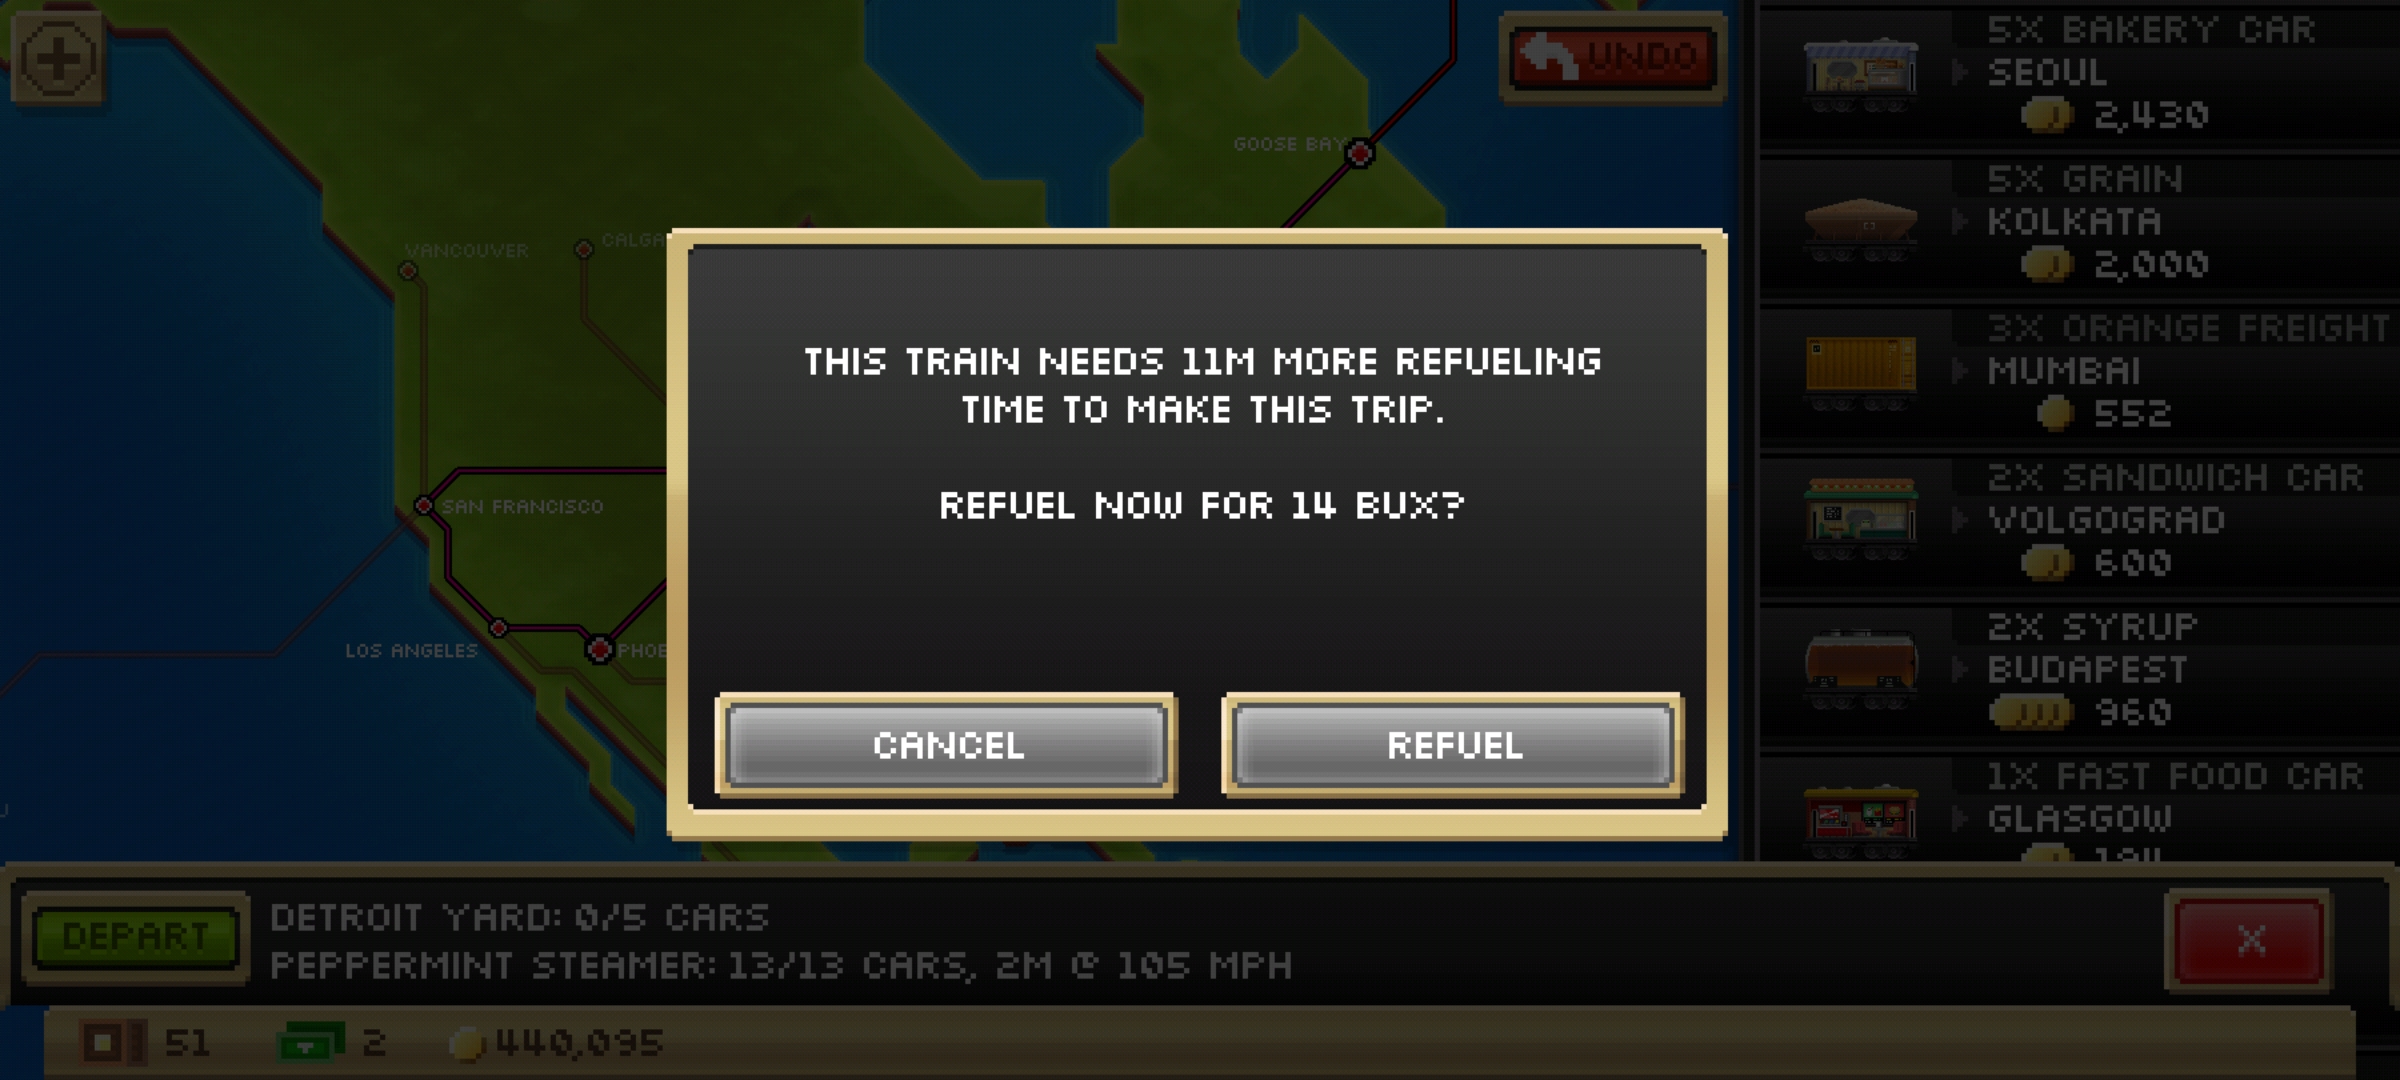 UNDO
GOOSE BAY
VANCOUVER
SAN FRANCISCO
LOS ANGELES
THIS TRAIN NEEDS 11M MORE REFUELING
TIME TO MAKE THIS TRIP.
REFUEL NOW FOR 14 BUX?
CANCEL
REFUEL
5X BAKERY CAR
SEOUL
2,430
5X GRAIN
KOLKATA
2,000
3X ORANGE FREIGHT
MUMBAI
552
2X SANDWICH CAR
VOLGOGRAD
600
2X SYRUP
BUDAPEST
960
1X FAST FOOD CAR
GLASGOW
DEPART
DETROIT YARD: 0/5 CARS
PEPPERMINT STEAMER: 13/13 CARS, 2M @ 105 MPH
X
51
2
440,095